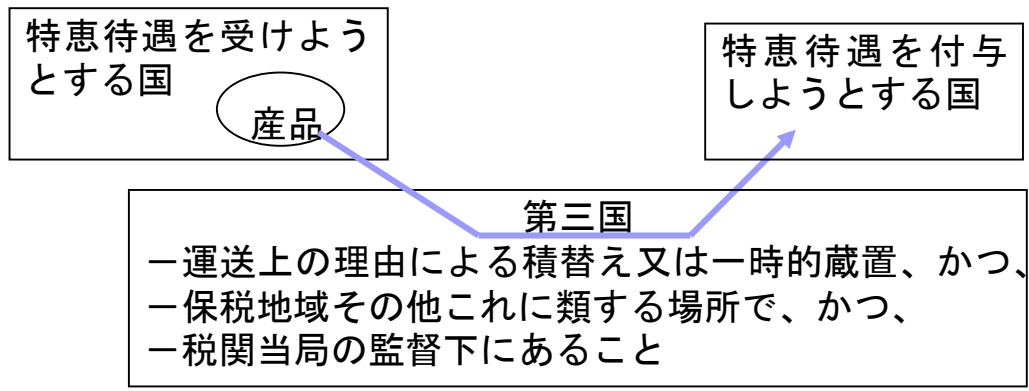 特恵待遇を受けよう
とする国
産品
特恵待遇を付与
しようとする国
第三国
－運送上の理由による積替え又は一時的蔵置、かつ、
－保税地域その他これに類する場所で、かつ、
－税関当局の監督下にあること